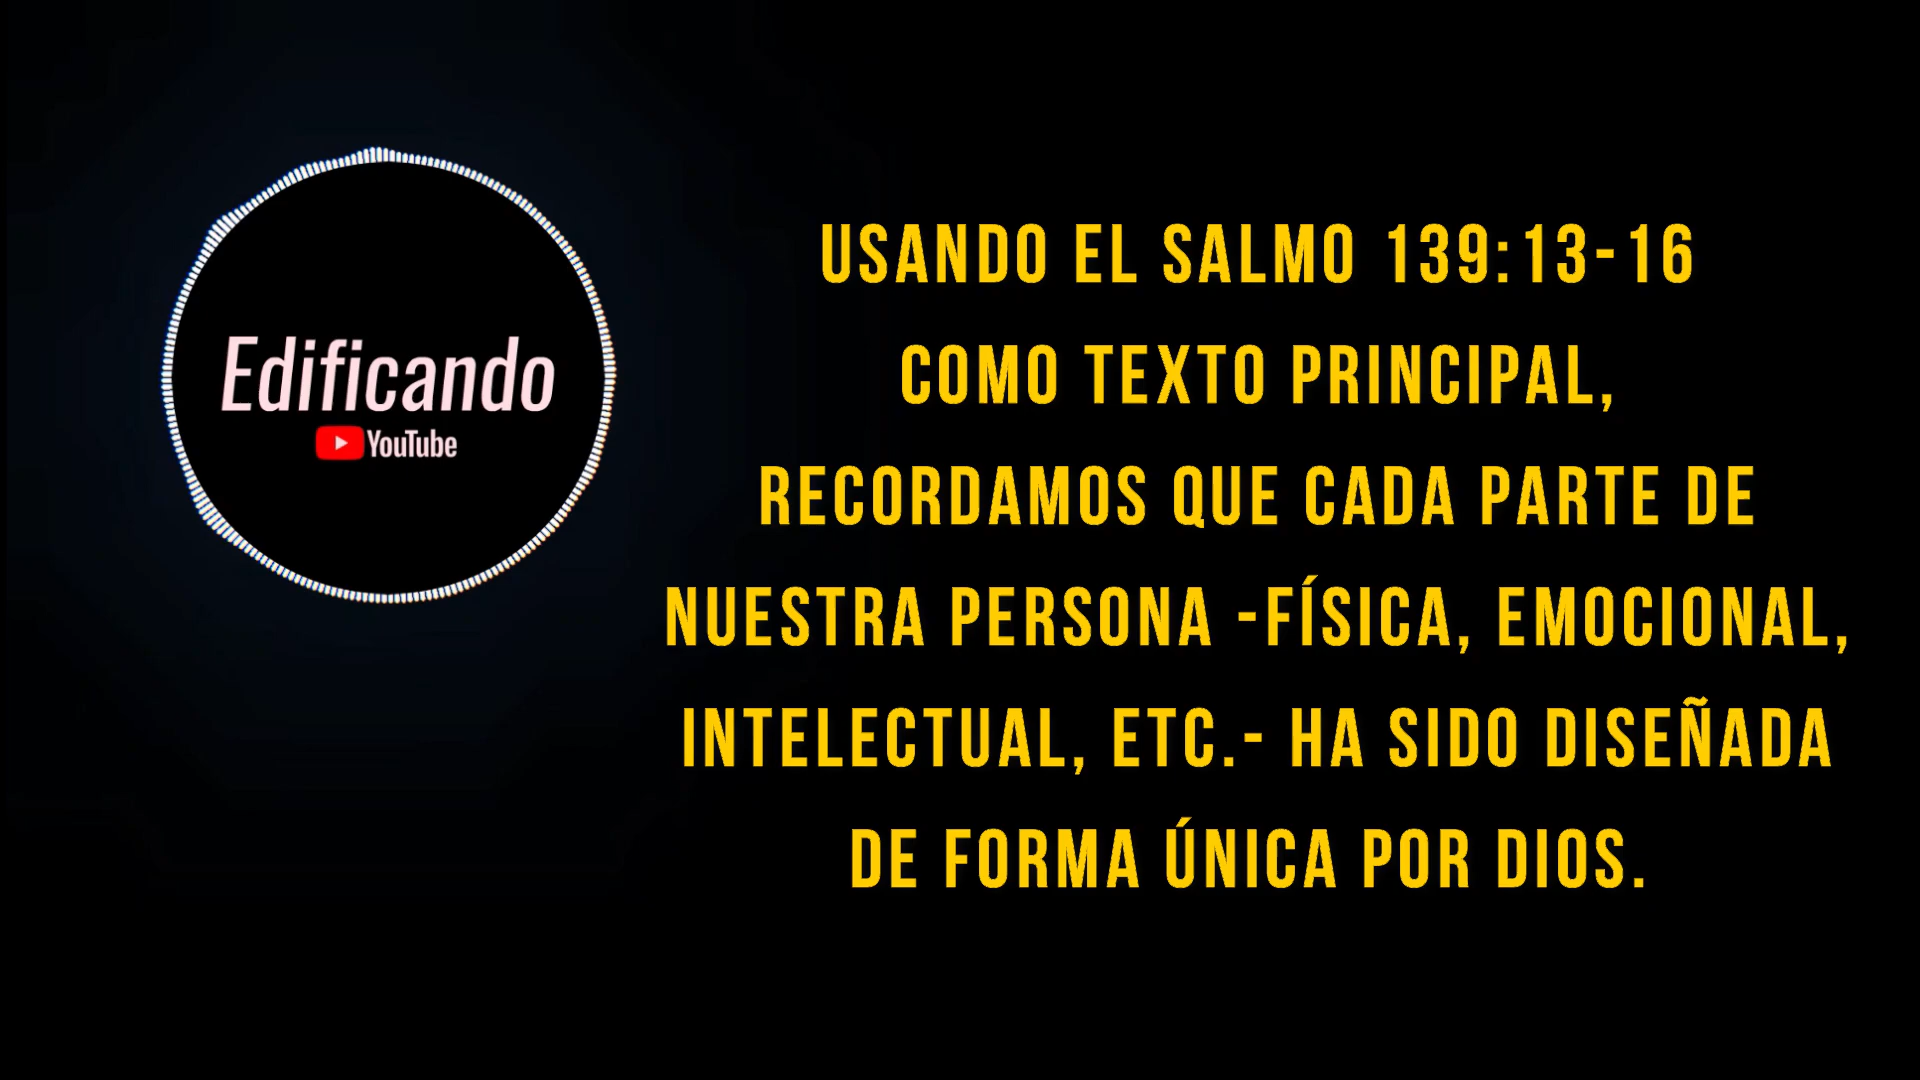 Edificando
YouTube
USANDO EL SALMO 139:13-16
COMO TEXTO PRINCIPAL,
RECORDAMOS QUE CADA PARTE DE
NUESTRA PERSONA -FÍSICA, EMOCIONAL,
INTELECTUAL, ETC.- HA SIDO DISEÑADA
DE FORMA ÚNICA POR DIOS.